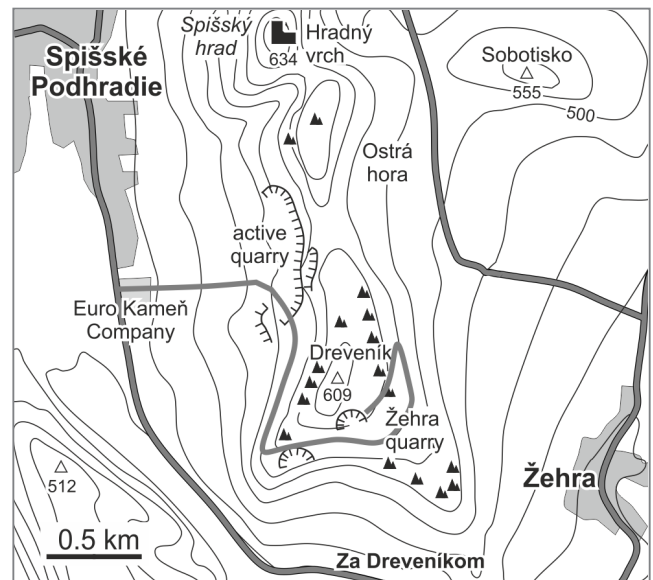 Spišský
hrad
634
Hradný
vrch
Spišské
Podhradie
Sobotisko
555
500
Ostrá
hora
active
quarry
Euro Kameň
Company
Dreveník
609
Žehra
quarry
512
Žehra
0.5 km
Za Dreveníkom